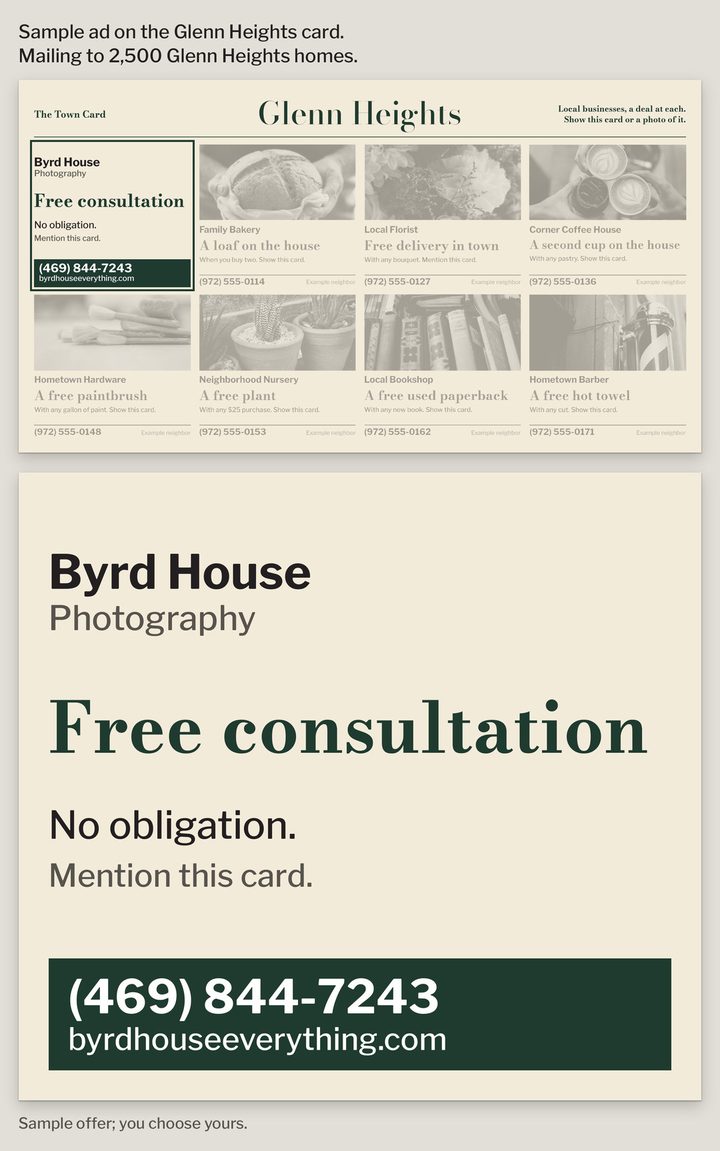 Sample ad on the Glenn Heights card.
Mailing to 2,500 Glenn Heights homes.
The Town Card
Glenn Heights
Local businesses, a deal at each.
Show this card or a photo of it.
Byrd House
Photography
Free consultation
No obligation.
Mention this card.
(469) 844-7243
byrdhouseeverything.com
Family Bakery
A loaf on the house
When you buy two. Show this card.
(972) 555-0114
Example neighbor
Local Florist
Free delivery in town
With any bouquet. Mention this card.
(972) 555-0127
Example neighbor
Corner Coffee House
A second cup on the house
With any pastry. Show this card.
(972) 555-0136
Example neighbor
Hometown Hardware
A free paintbrush
With any gallon of paint. Show this card.
(972) 555-0148
Example neighbor
Neighborhood Nursery
A free plant
With any $25 purchase. Show this card.
(972) 555-0153
Example neighbor
Local Bookshop
A free used paperback
With any new book. Show this card.
(972) 555-0162
Example neighbor
Hometown Barber
A free hot towel
With any cut. Show this card.
(972) 555-0171
Example neighbor
Byrd House
Photography
Free consultation
No obligation.
Mention this card.
(469) 844-7243
byrdhouseeverything.com
Sample offer; you choose yours.